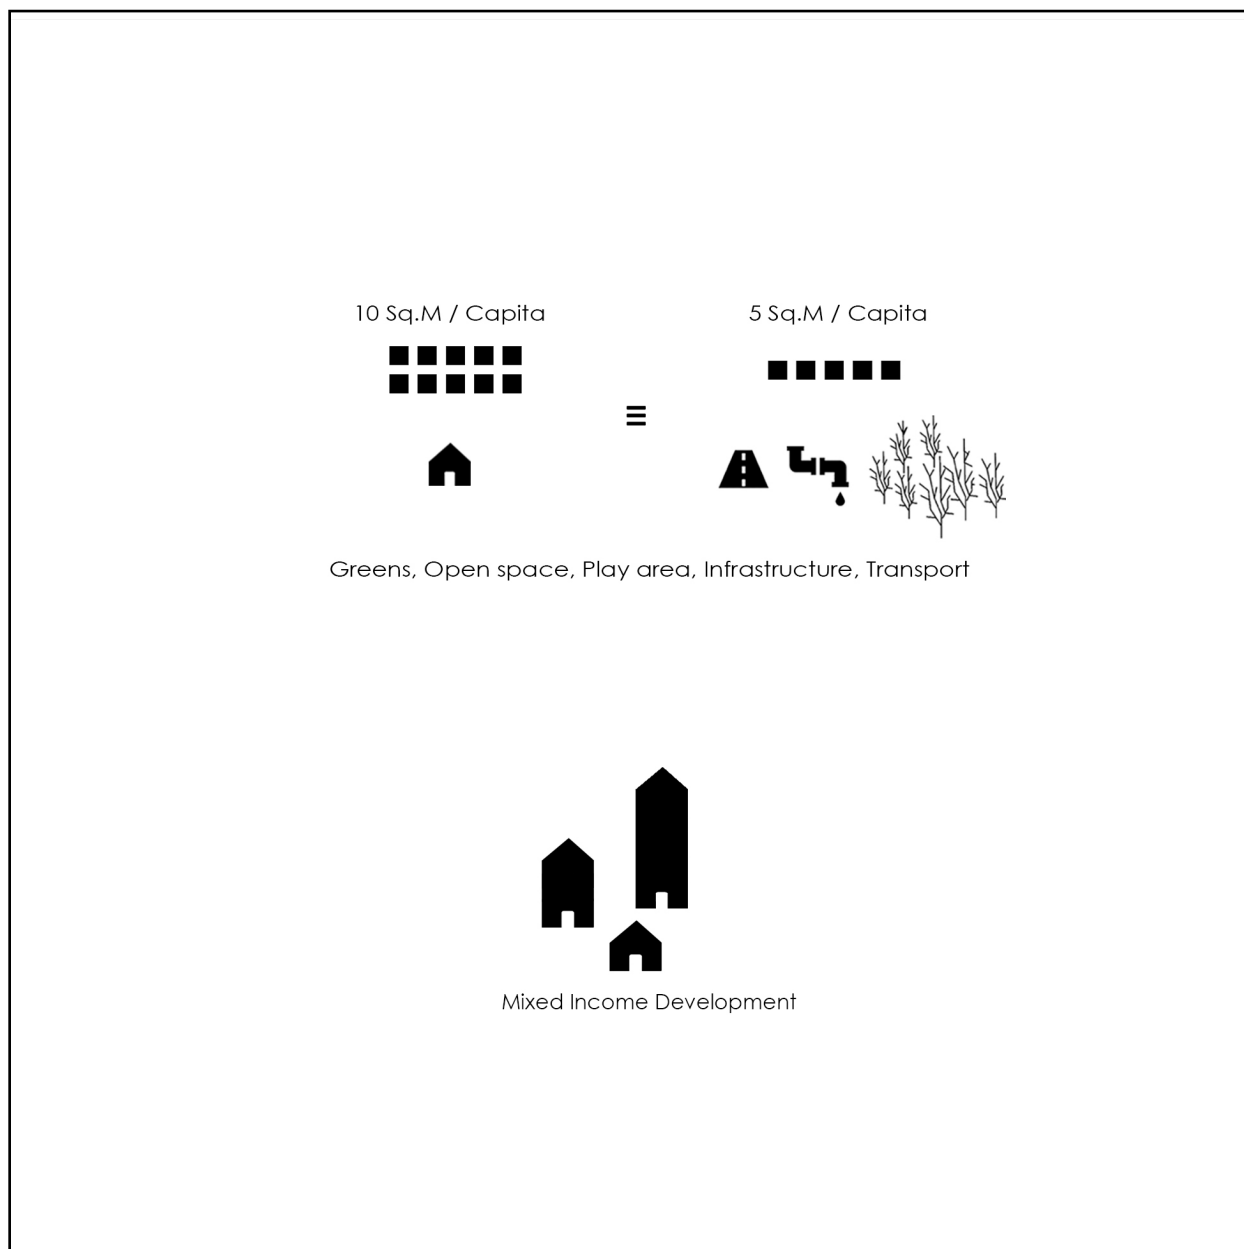 10 Sq.M / Capita
5 Sq.M / Capita
Greens, Open space, Play area, Infrastructure, Transport
Mixed Income Development